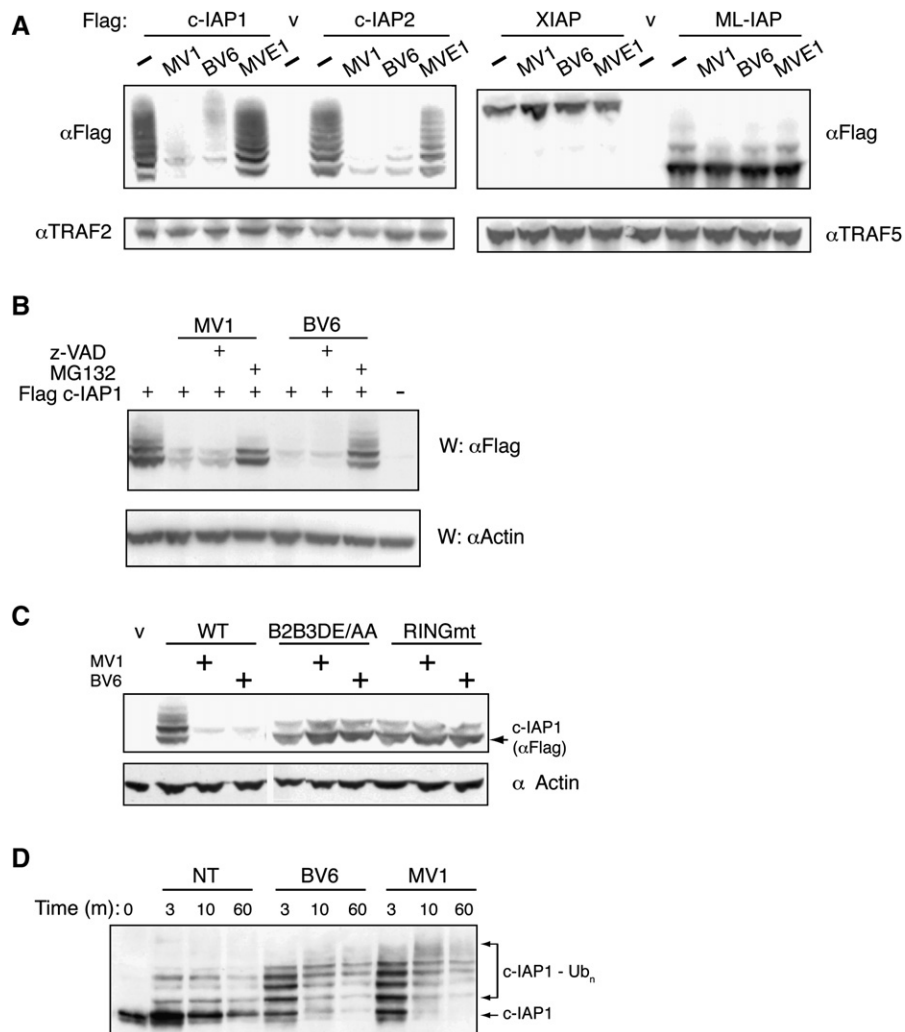 A
Flag: c-IAP1 v c-IAP2 XIAP v ML-IAP
– MV1 BV6 MVE1 – – MV1 BV6 MVE1 – MV1 BV6 MVE1 – – MV1 BV6 MVE1
αFlag αFlag
αTRAF2 αTRAF5
B
MV1 BV6
z-VAD + +
MG132 + +
Flag c-IAP1 + + + + + + + -
W: αFlag
W: αActin
C
v WT B2B3DE/AA RINGmt
MV1 + + +
BV6 + + +
c-IAP1
(αFlag)
α Actin
D
NT BV6 MV1
Time (m): 0 3 10 60 3 10 60 3 10 60
c-IAP1 - Ubn
c-IAP1